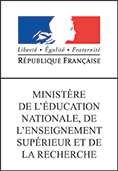 Liberté • Égalité • Fraternité
RÉPUBLIQUE FRANÇAISE
MINISTÈRE
DE L'ÉDUCATION
NATIONALE, DE
L'ENSEIGNEMENT
SUPÉRIEUR ET DE
LA RECHERCHE